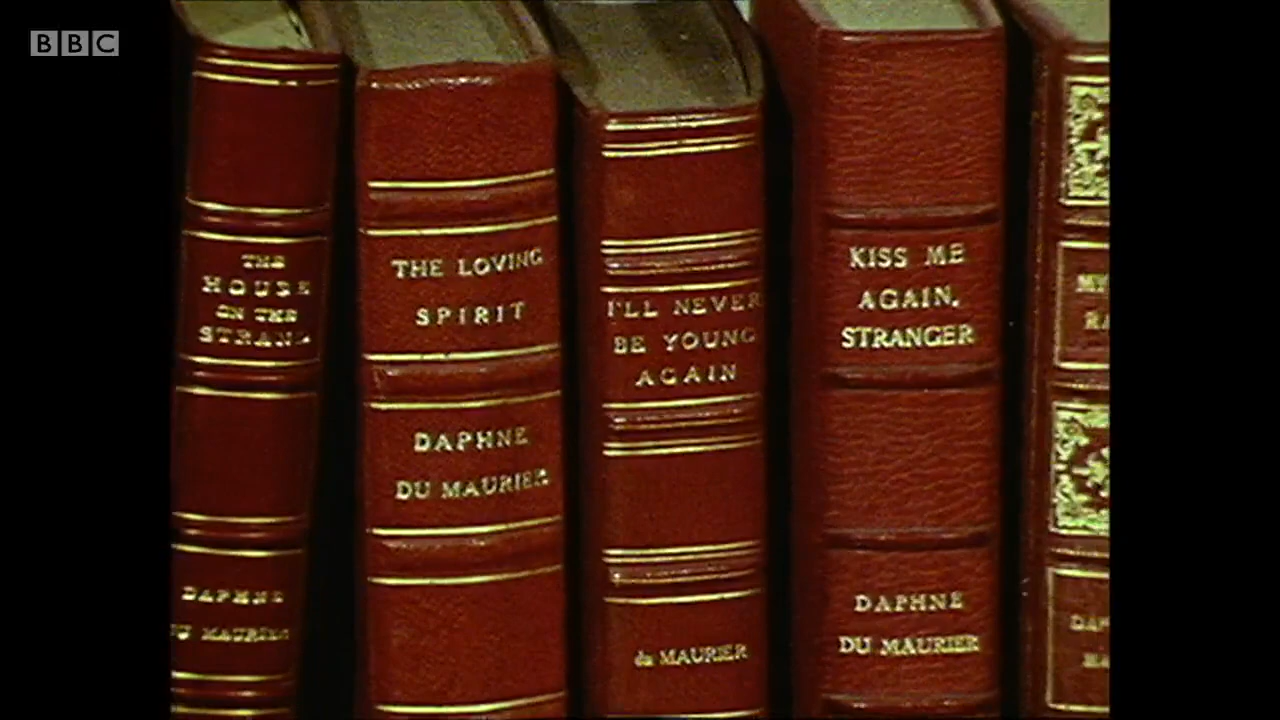 BBC
THE
HOUSE
ON THE
STRAND
DAPHNE
DU MAURIER
THE LOVING
SPIRIT
DAPHNE
DU MAURIER
I'LL NEVER
BE YOUNG
AGAIN
du MAURIER
KISS ME
AGAIN,
STRANGER
DAPHNE
DU MAURIER